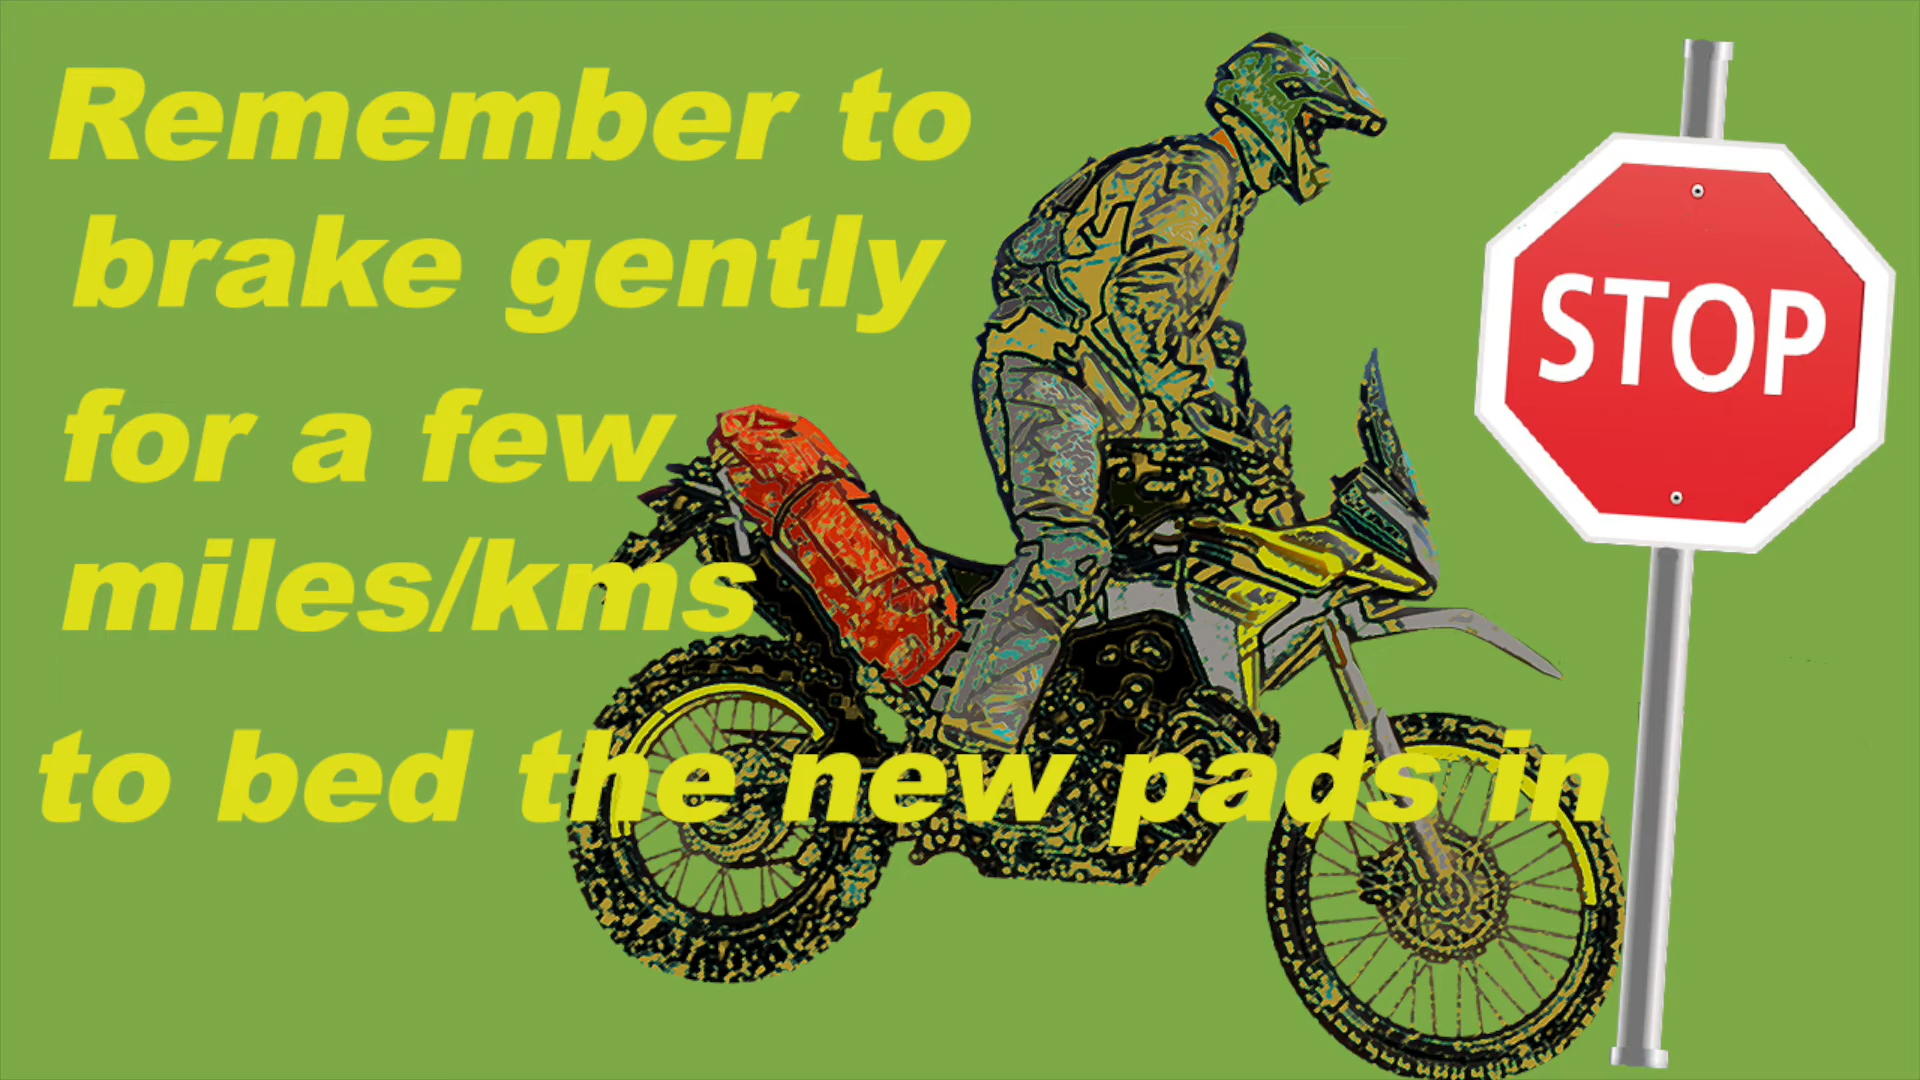 Remember to
brake gently
for a few
miles/kms
to bed the new pads in
STOP